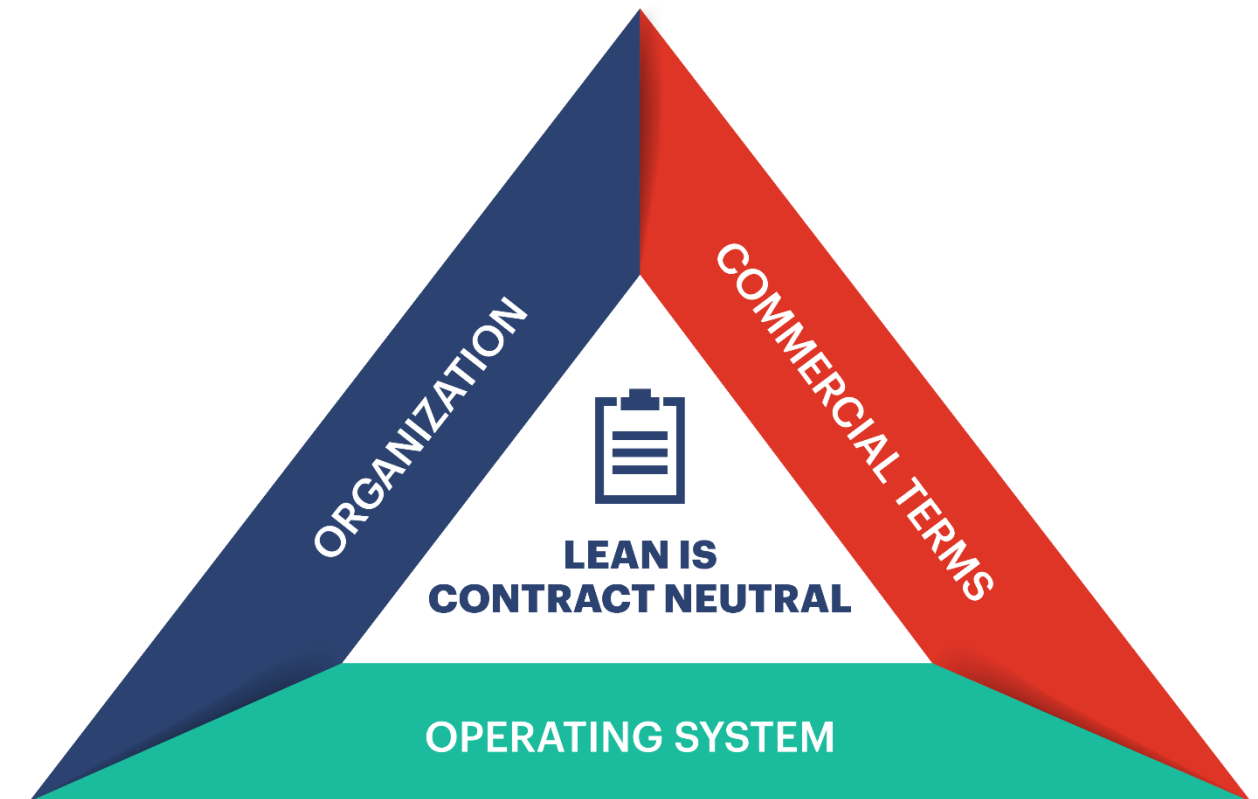 ORGANIZATION
COMMERCIAL TERMS
LEAN IS
CONTRACT NEUTRAL
OPERATING SYSTEM